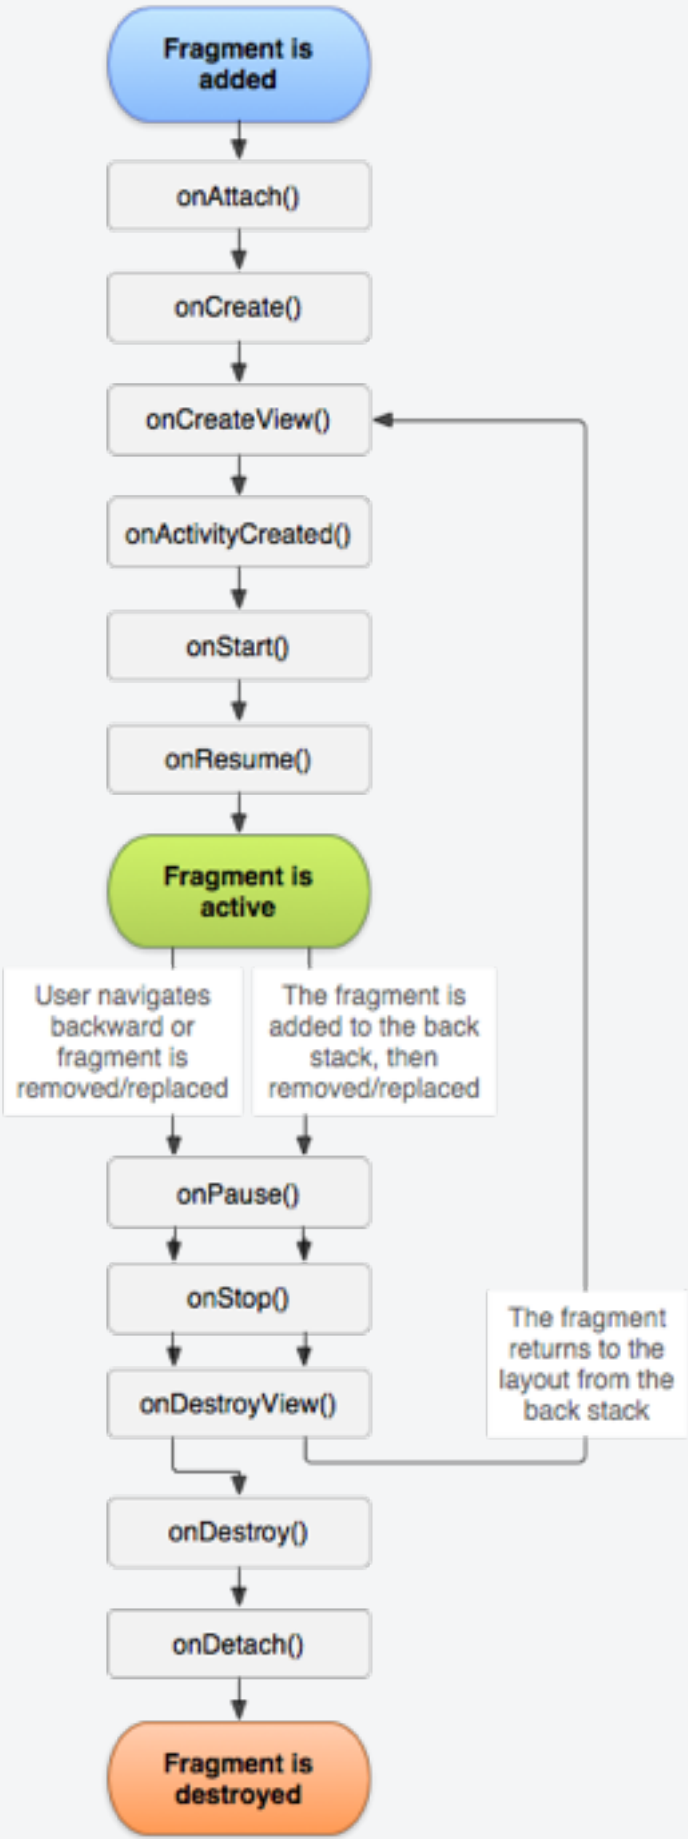 Fragment is
added
onAttach()
onCreate()
onCreateView()
onActivityCreated()
onStart()
onResume()
Fragment is
active
User navigates
backward or
fragment is
removed/replaced
The fragment is
added to the back
stack, then
removed/replaced
onPause()
onStop()
onDestroyView()
The fragment
returns to the
layout from the
back stack
onDestroy()
onDetach()
Fragment is
destroyed